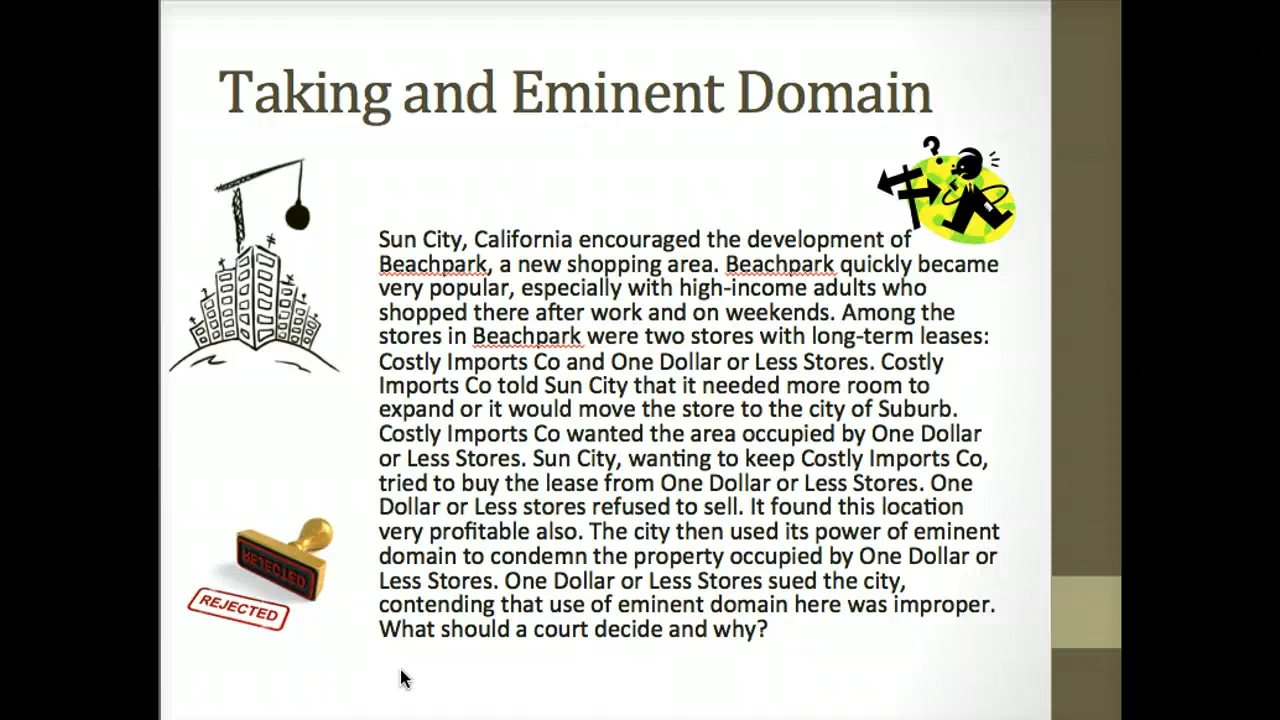 Taking and Eminent Domain
Sun City, California encouraged the development of
Beachpark, a new shopping area. Beachpark quickly became
very popular, especially with high-income adults who
shopped there after work and on weekends. Among the
stores in Beachpark were two stores with long-term leases:
Costly Imports Co and One Dollar or Less Stores. Costly
Imports Co told Sun City that it needed more room to
expand or it would move the store to the city of Suburb.
Costly Imports Co wanted the area occupied by One Dollar
or Less Stores. Sun City, wanting to keep Costly Imports Co,
tried to buy the lease from One Dollar or Less Stores. One
Dollar or Less stores refused to sell. It found this location
very profitable also. The city then used its power of eminent
domain to condemn the property occupied by One Dollar or
Less Stores. One Dollar or Less Stores sued the city,
contending that use of eminent domain here was improper.
What should a court decide and why?
?
REJECTED
REJECTED